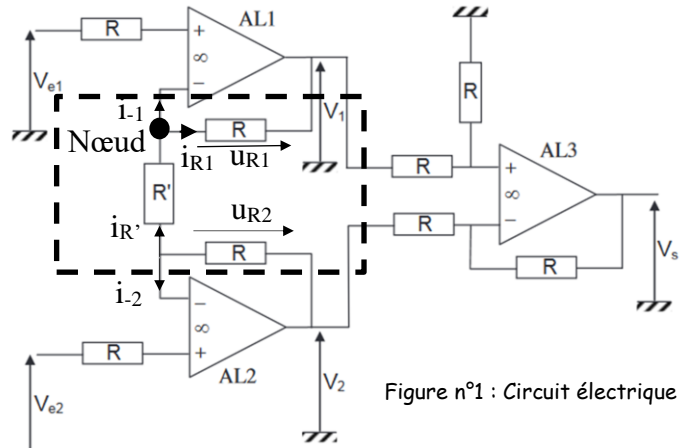 R
AL1
+
∞
-
V_e1
i_-1
V_1
R
Nœud
R
i_R1
u_R1
R
AL3
+
∞
-
R'
R
u_R2
i_R'
R
R
V_s
i_-2
-
∞
+
R
AL2
V_2
V_e2
Figure n°1 : Circuit électrique